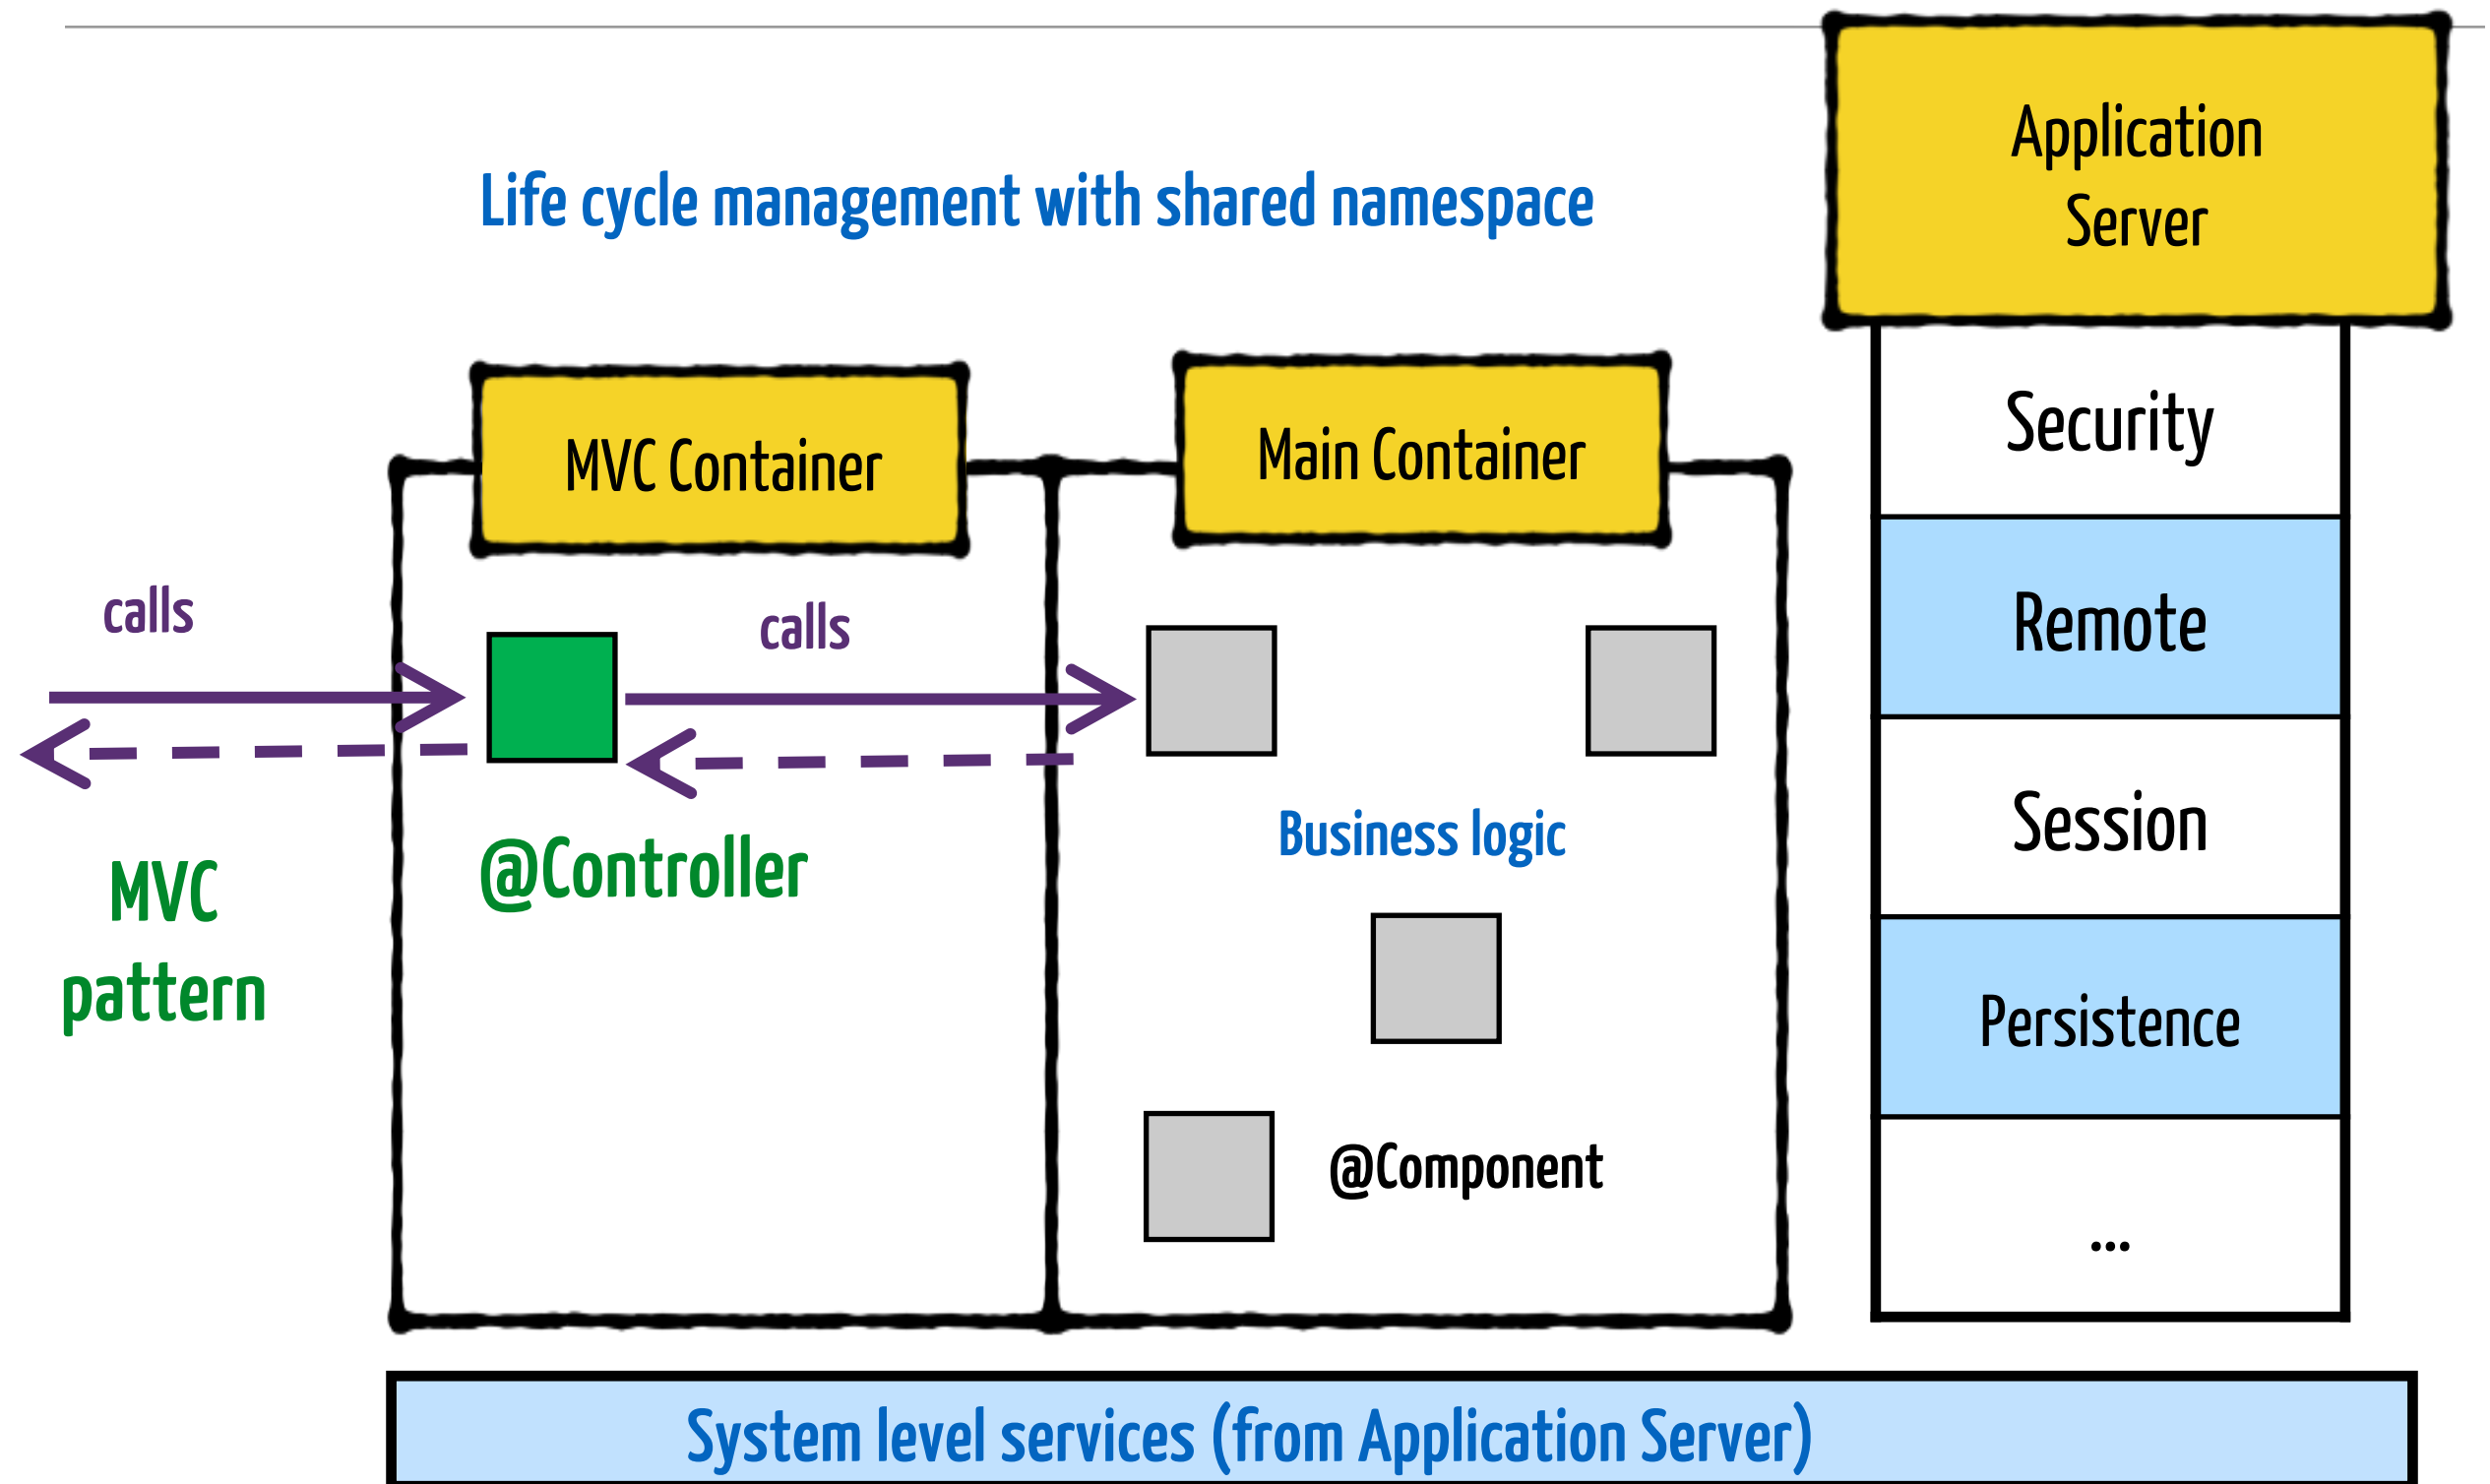 Life cycle management with shared namespace
Application
Server
MVC Container
Main Container
Security
calls
calls
Remote
Session
Business logic
@Controller
MVC
pattern
Persistence
@Component
...
System level services (from Application Server)